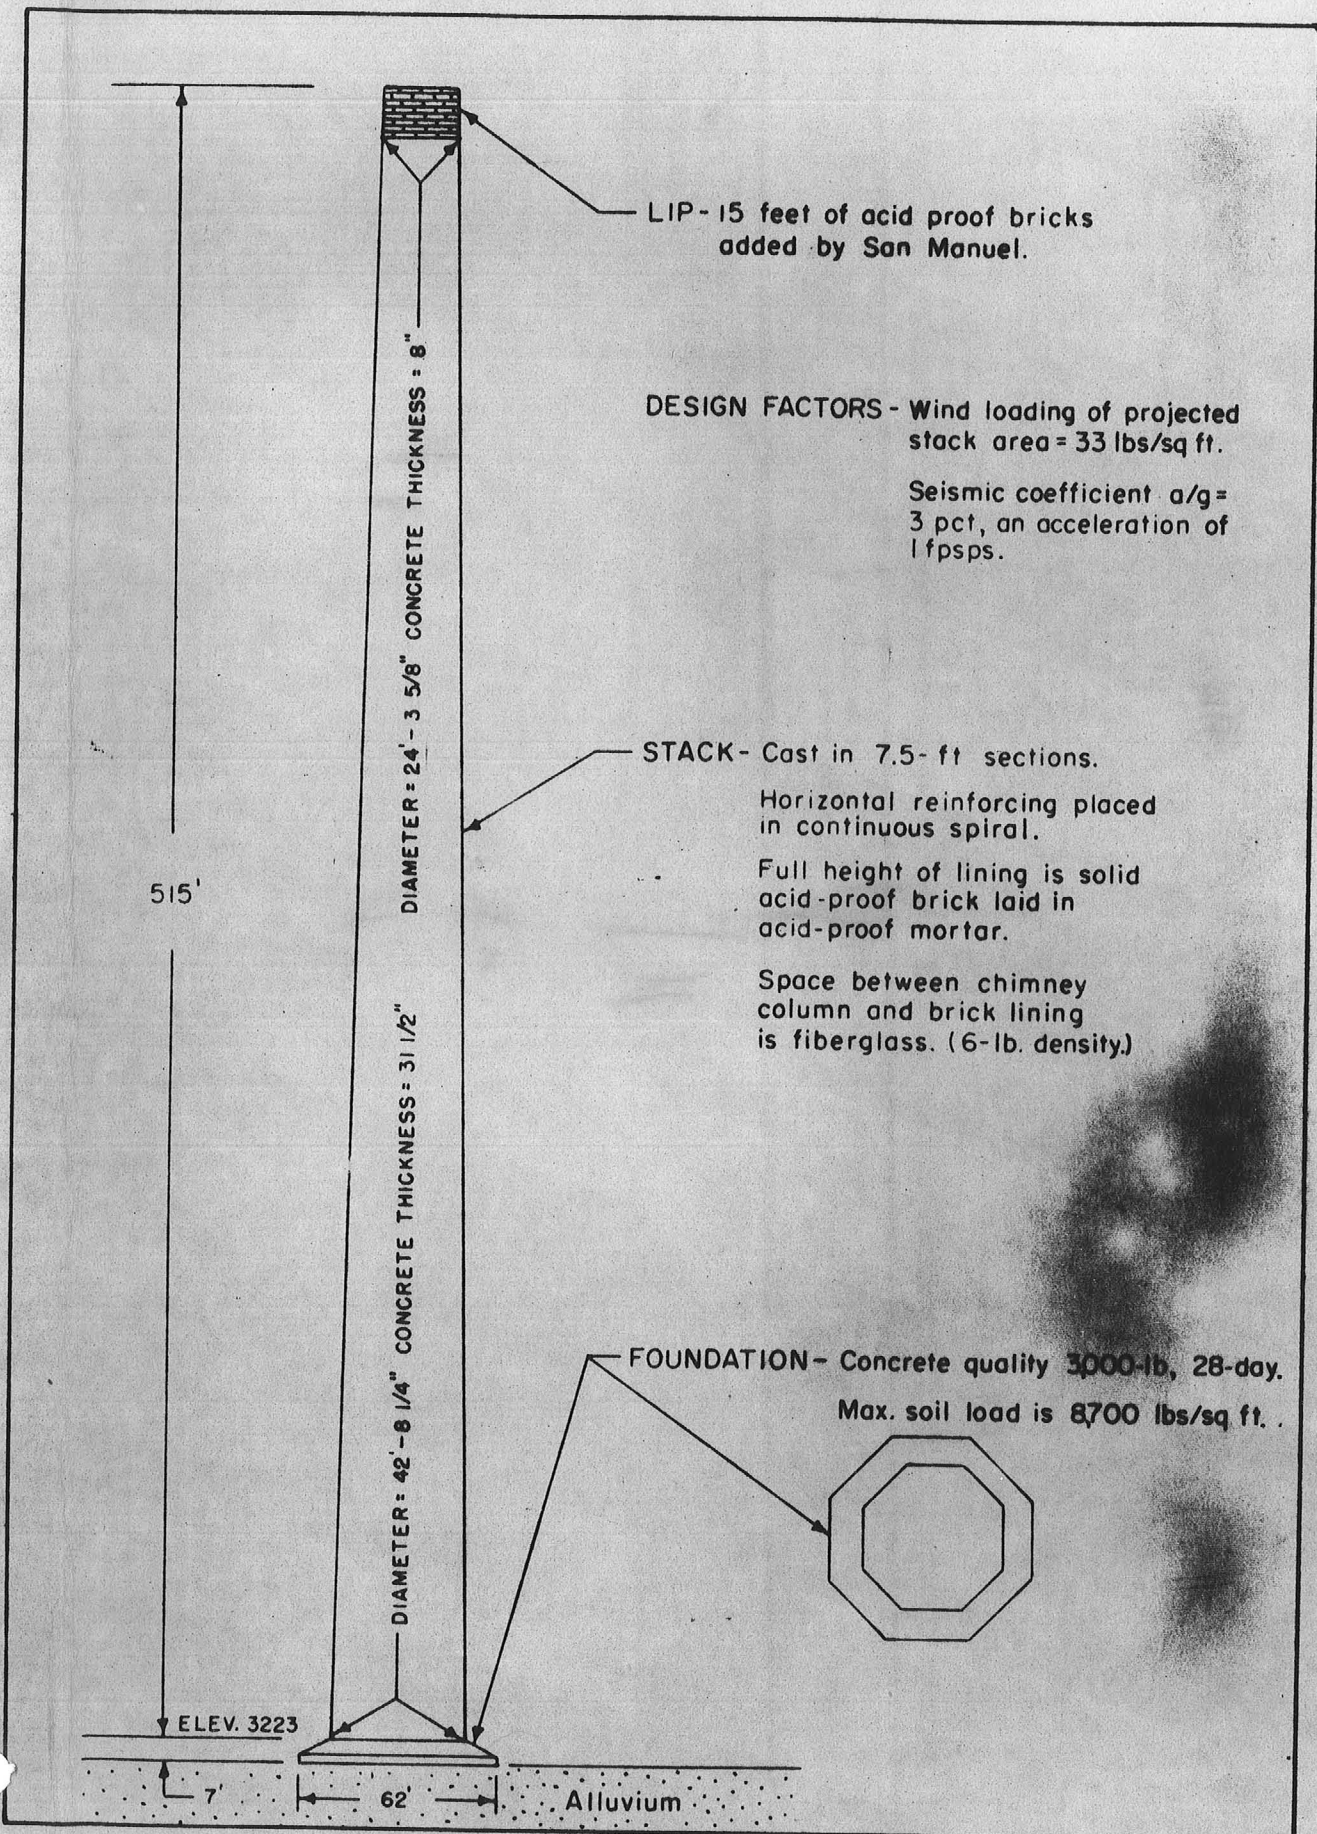 LIP- 15 feet of acid proof bricks
added by San Manuel.
DESIGN FACTORS - Wind loading of projected
stack area = 33 lbs/sq ft.
Seismic coefficient a/g=
3 pct, an acceleration of
1 fpsps.
DIAMETER = 24'- 3 5/8" CONCRETE THICKNESS = 8"
STACK- Cast in 7.5- ft sections.
Horizontal reinforcing placed
in continuous spiral.
Full height of lining is solid
acid-proof brick laid in
acid-proof mortar.
Space between chimney
column and brick lining
is fiberglass. (6-lb. density.)
515'
DIAMETER = 42'-8 1/4" CONCRETE THICKNESS = 31 1/2"
FOUNDATION- Concrete quality 3,000-lb, 28-day.
Max. soil load is 8,700 lbs/sq ft.
ELEV. 3223
7'
62'
Alluvium